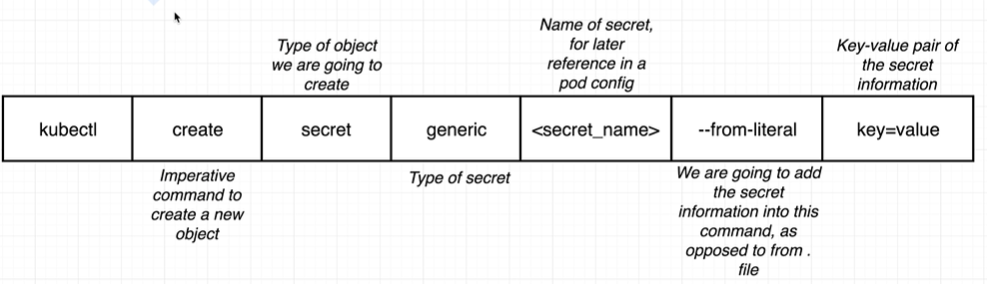 Type of object
we are going to
create
Name of secret,
for later
reference in a
pod config
Key-value pair of
the secret
information
kubectl
create
secret
generic
<secret_name>
--from-literal
key=value
Imperative
command to
create a new
object
Type of secret
We are going to add
the secret
information into this
command, as
opposed to from .
file